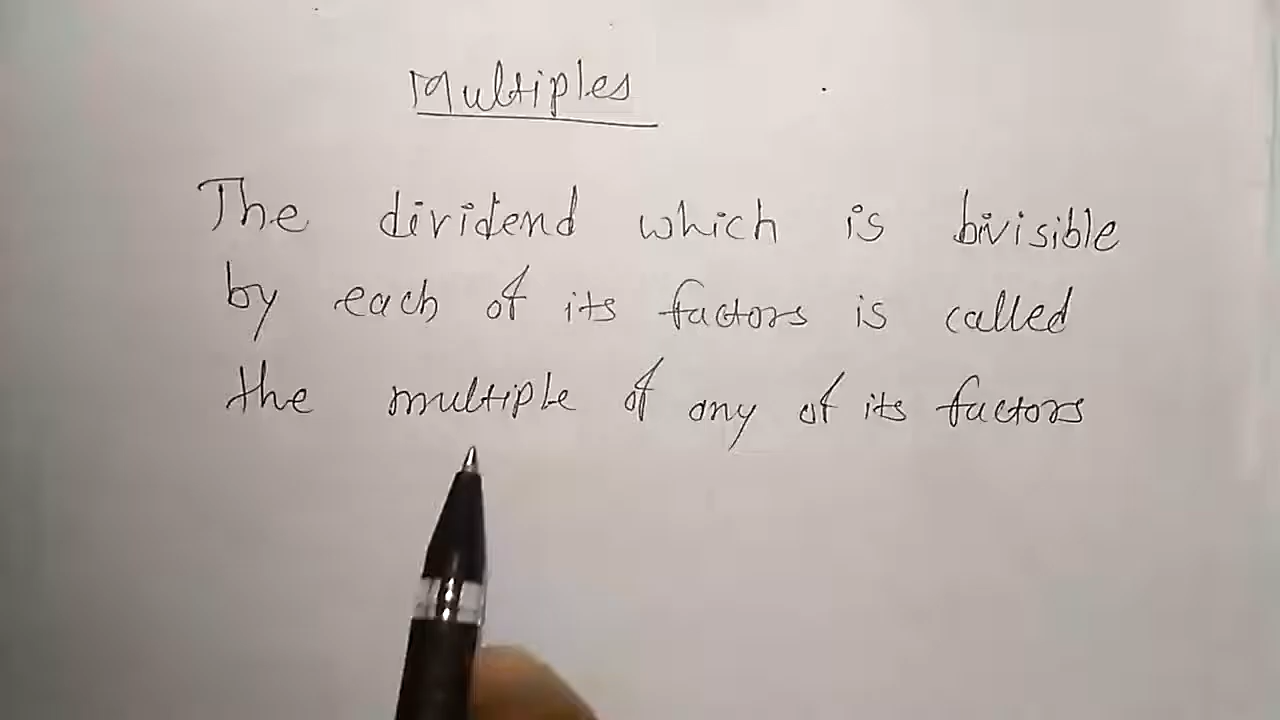 Multiples
The dividend which is bivisible
by each of its factors is called
the multiple of any of its factors